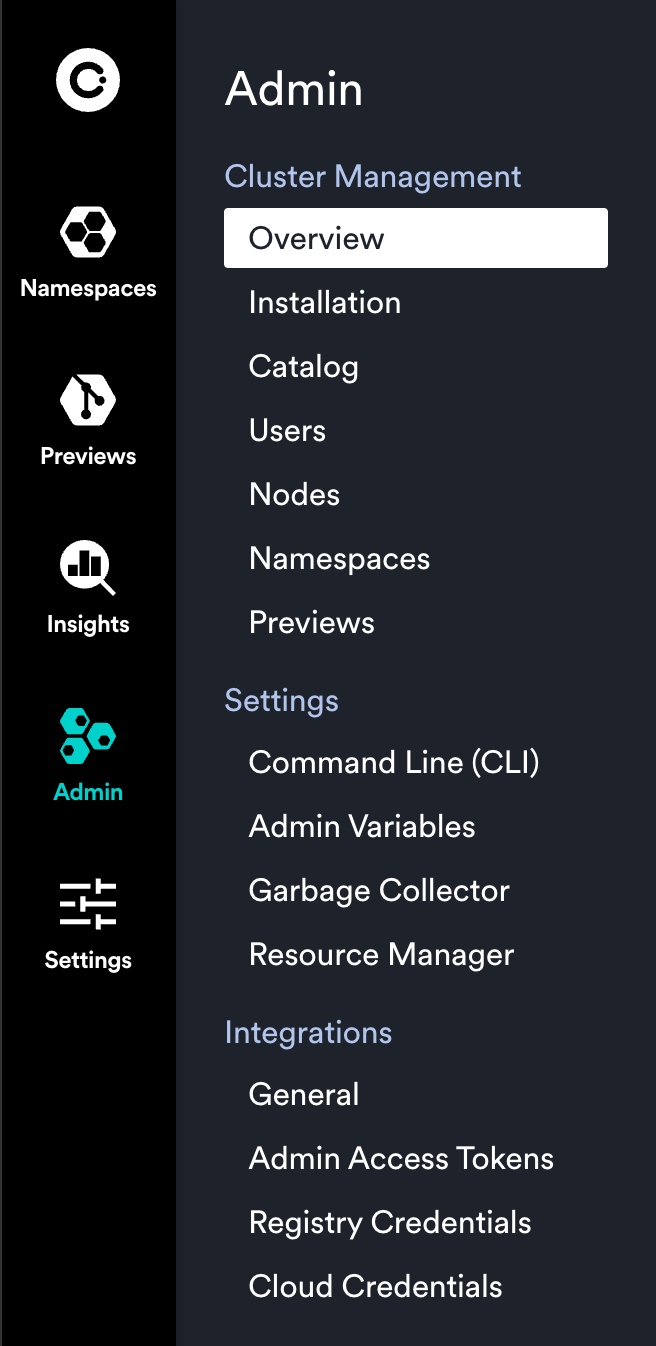 Namespaces
Previews
Insights
Admin
Settings
Admin
Cluster Management
Overview
Installation
Catalog
Users
Nodes
Namespaces
Previews
Settings
Command Line (CLI)
Admin Variables
Garbage Collector
Resource Manager
Integrations
General
Admin Access Tokens
Registry Credentials
Cloud Credentials